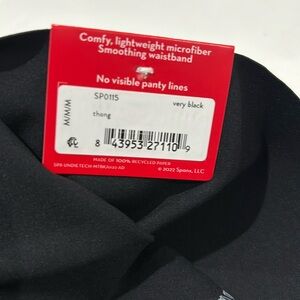 Comfy, lightweight microfiber
Smoothing waistband
No visible panty lines
SP0115
very black
M/M/M
thong
8 43953 27110 9
MADE OF 100% RECYCLED PAPER
© 2022 Spanx, LLC